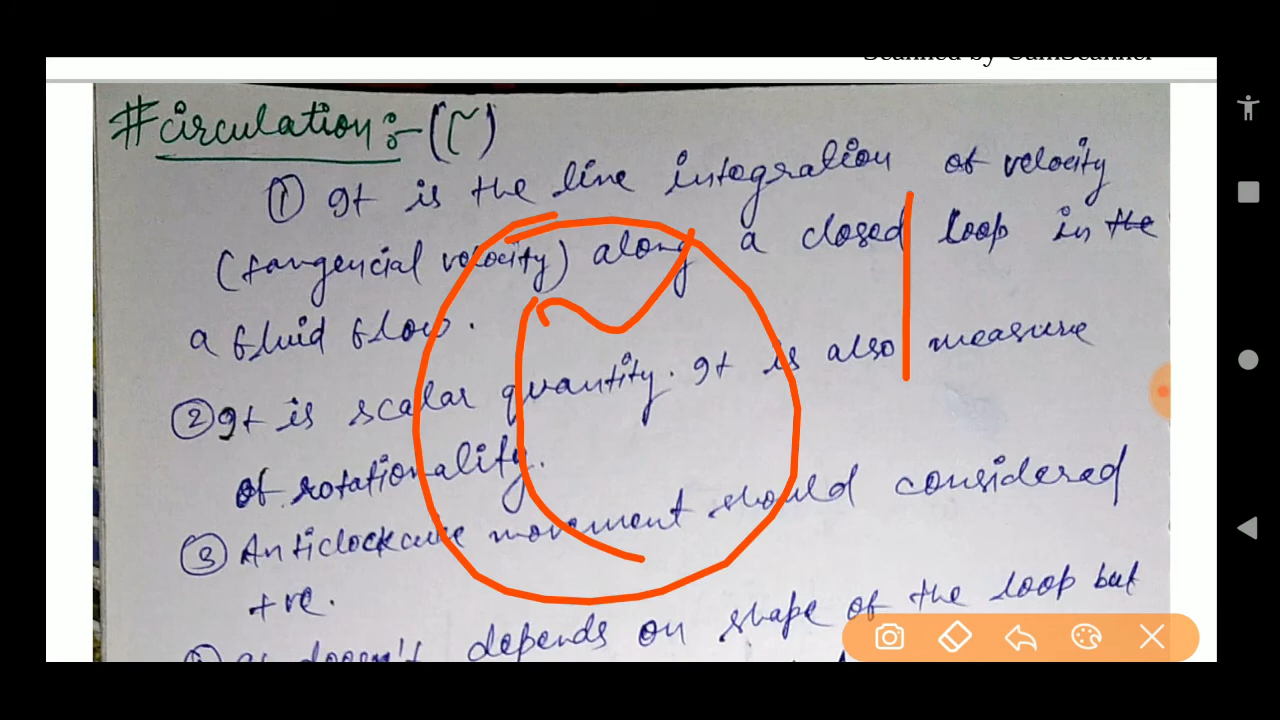 Scanned by CamScanner
#circulation:-(Γ)
① It is the line integration of velocity
(tangencial velocity) along a closed loop in the
a fluid flow.
② It is scalar quantity. It is also measure
of rotationality.
③ Anticlockwise movement should considered
+ve.
doesn't depends on shape of the loop but